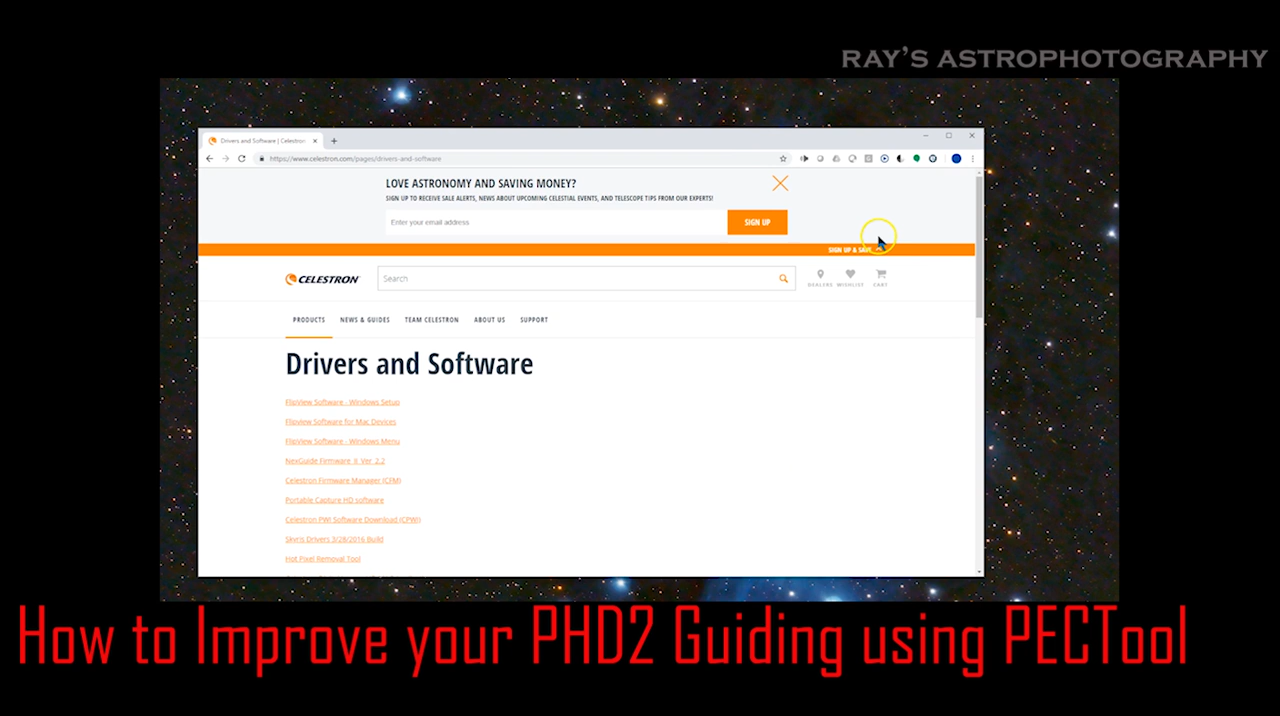 RAY'S ASTROPHOTOGRAPHY
Drivers and Software | Celestron
https://www.celestron.com/pages/drivers-and-software
LOVE ASTRONOMY AND SAVING MONEY?
SIGN UP TO RECEIVE SALE ALERTS, NEWS ABOUT UPCOMING CELESTIAL EVENTS, AND TELESCOPE TIPS FROM OUR EXPERTS!
Enter your email address
SIGN UP
SIGN UP & SAVE
CELESTRON
Search
DEALERS WISHLIST CART
PRODUCTS NEWS & GUIDES TEAM CELESTRON ABOUT US SUPPORT
Drivers and Software
FlipView Software - Windows Setup
Flipview Software for Mac Devices
FlipView Software - Windows Menu
NexGuide Firmware II Ver 2.2
Celestron Firmware Manager (CFM)
Portable Capture HD software
Celestron PWI Software Download (CPWI)
Skyris Drivers 3/28/2016 Build
Hot Pixel Removal Tool
How to Improve your PHD2 Guiding using PECTool